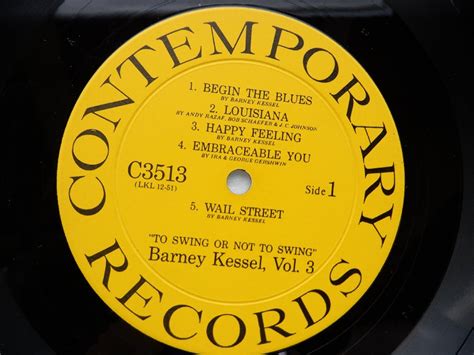 CONTEMPORARY
RECORDS
1. BEGIN THE BLUES
BY BARNEY KESSEL
2. LOUISIANA
BY ANDY RAZAF, BOB SCHAEFER & J.C. JOHNSON
3. HAPPY FEELING
BY BARNEY KESSEL
4. EMBRACEABLE YOU
BY IRA & GEORGE GERSHWIN
C3513
(LKL 12-51)
Side 1
5. WAIL STREET
BY BARNEY KESSEL
"TO SWING OR NOT TO SWING"
Barney Kessel, Vol. 3